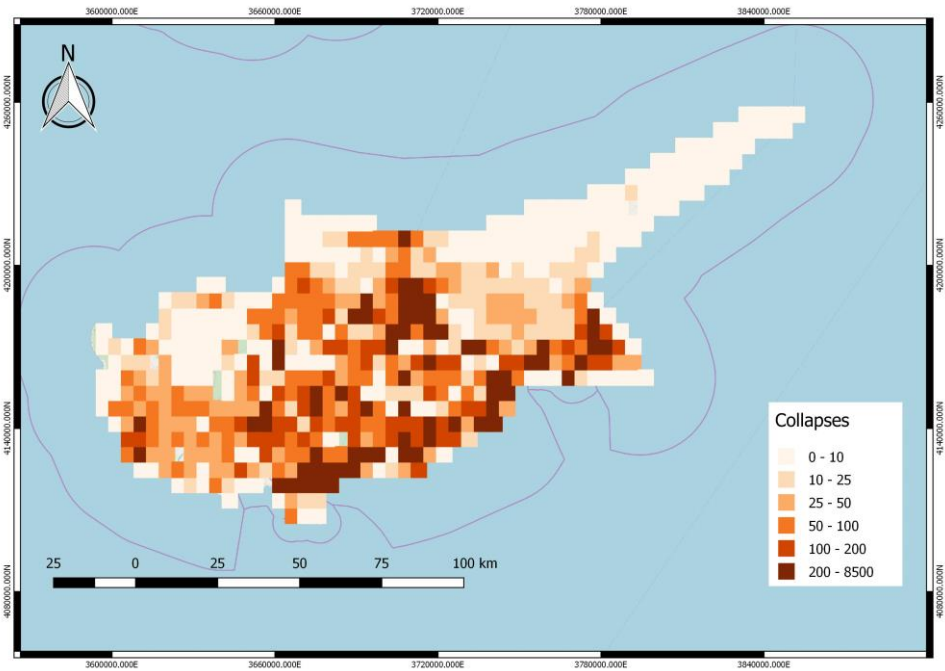 3600000.000E 3660000.000E 3720000.000E 3780000.000E 3840000.000E
N
4260000.000N 4260000.000N
4200000.000N 4200000.000N
4140000.000N 4140000.000N
4080000.000N 4080000.000N
Collapses
0 - 10
10 - 25
25 - 50
50 - 100
100 - 200
200 - 8500
25 0 25 50 75 100 km
3600000.000E 3660000.000E 3720000.000E 3780000.000E 3840000.000E